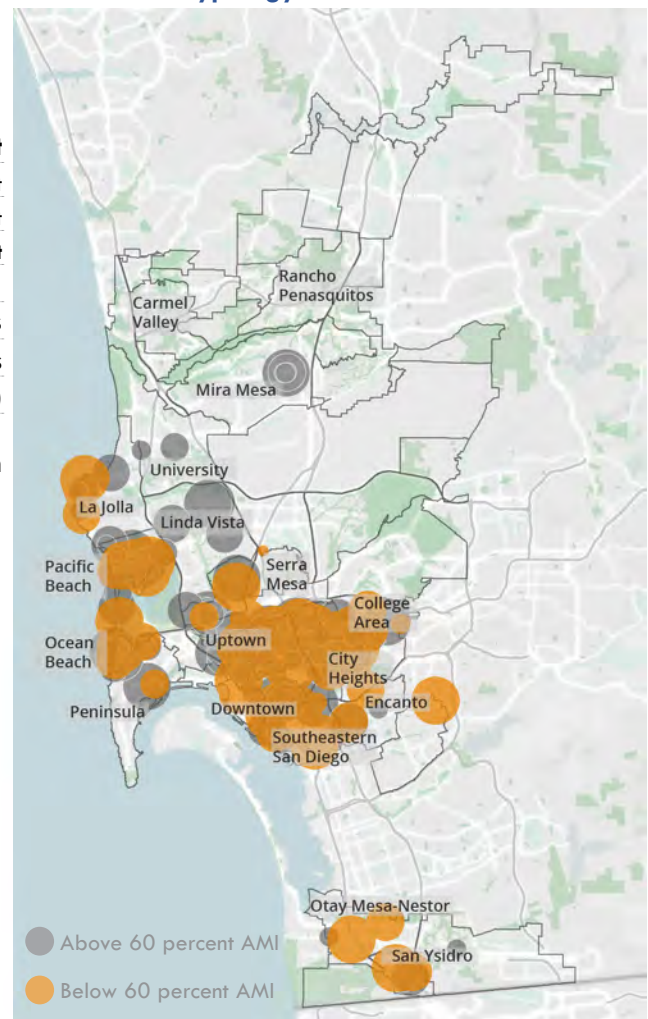 Rancho
Penasquitos
Carmel
Valley
Mira Mesa
University
La Jolla
Linda Vista
Pacific
Beach
Serra
Mesa
College
Area
Ocean
Beach
Uptown
City
Heights
Peninsula
Downtown
Encanto
Southeastern
San Diego
Otay Mesa-Nestor
San Ysidro
Above 60 percent AMI
Below 60 percent AMI